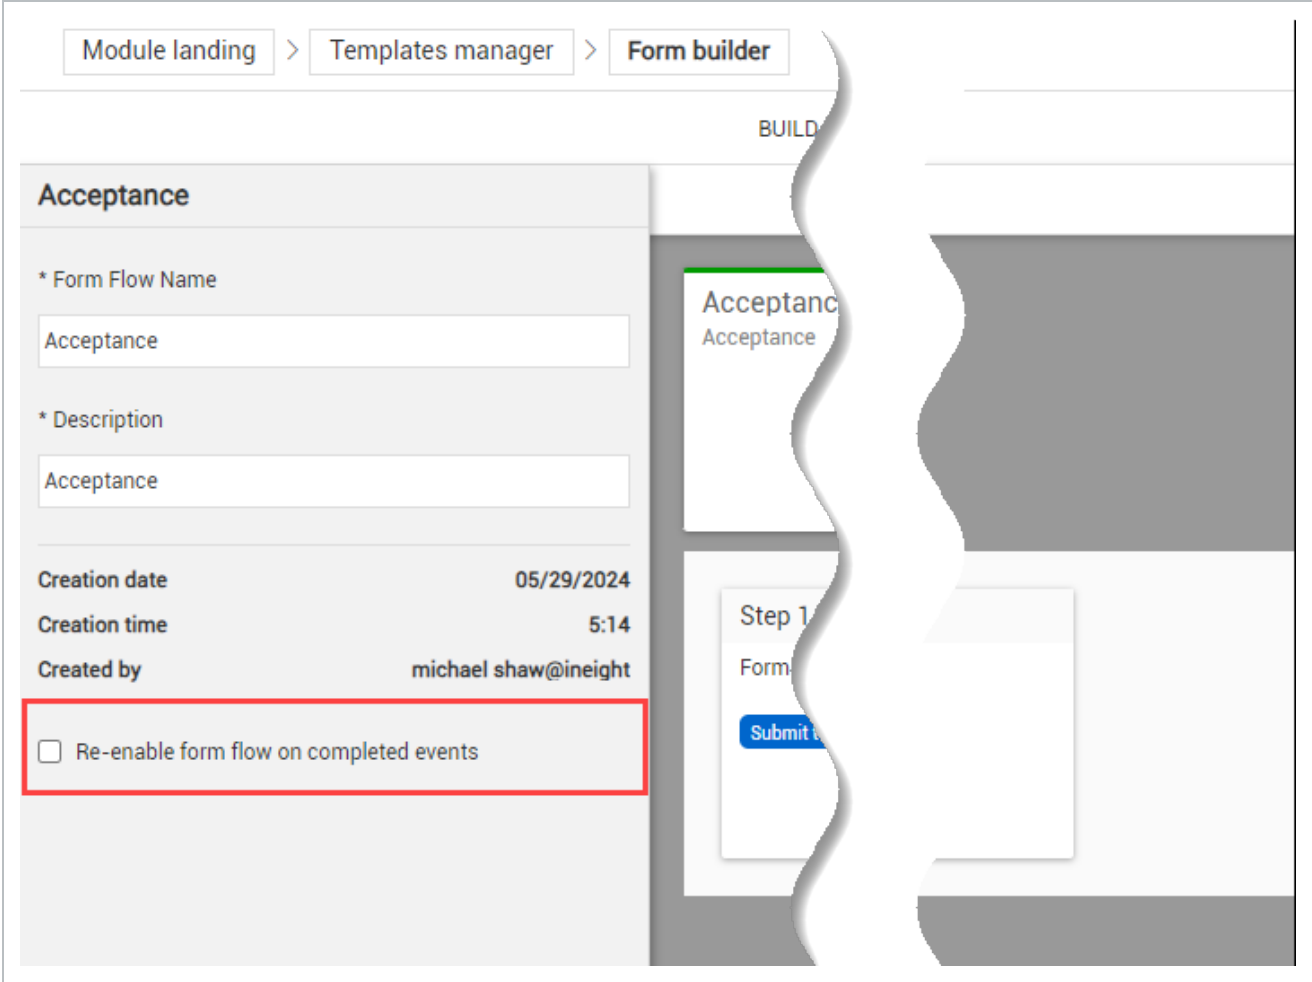 Module landing > Templates manager > Form builder
BUILD
Acceptance
* Form Flow Name
Acceptance
* Description
Acceptance
Creation date 05/29/2024
Creation time 5:14
Created by michael shaw@ineight
Re-enable form flow on completed events
Acceptanc
Acceptance
Step 1
Form
Submit